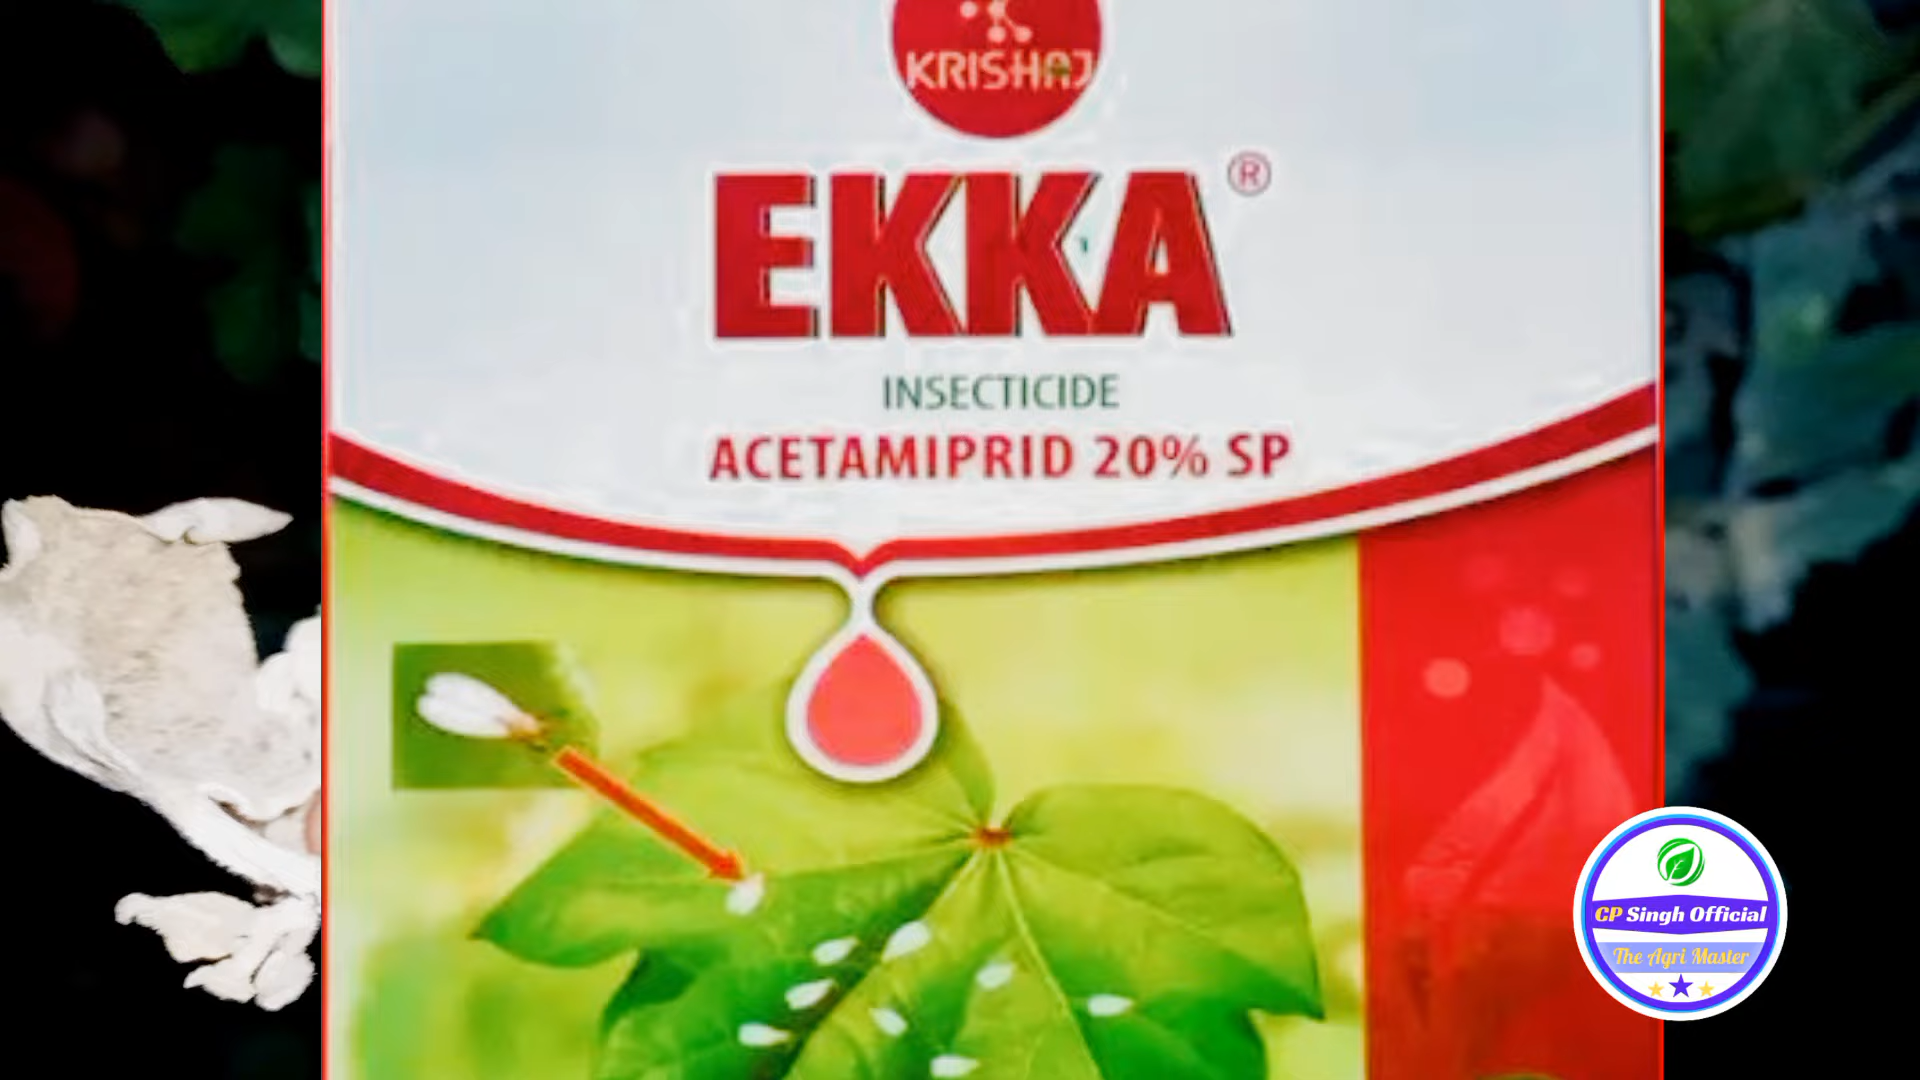 KRISHAJ
EKKA®
INSECTICIDE
ACETAMIPRID 20% SP
CP Singh Official
The Agri Master